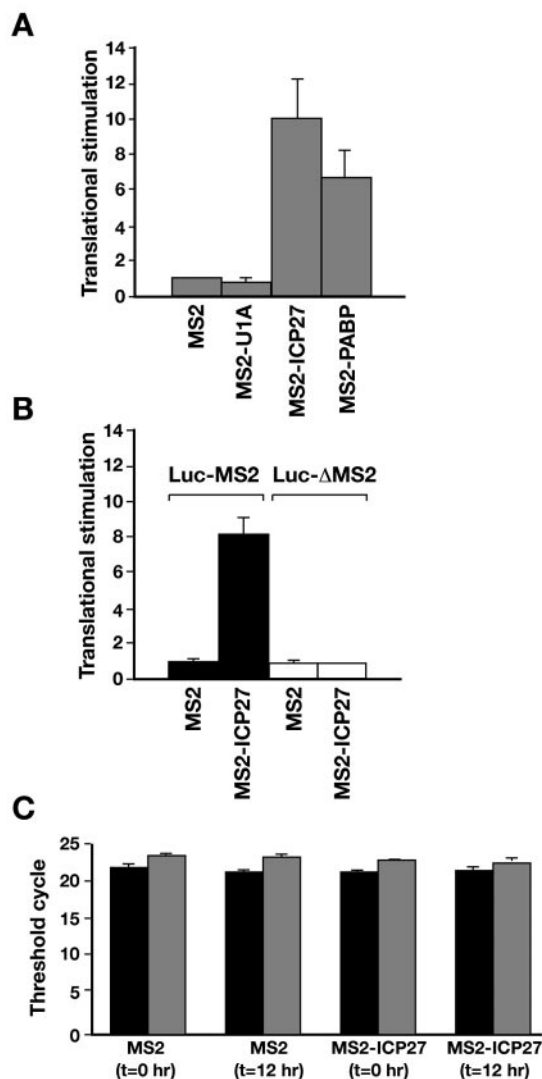 A
Translational stimulation
14
12
10
8
6
4
2
0
MS2
MS2-U1A
MS2-ICP27
MS2-PABP
B
Translational stimulation
14
12
10
8
6
4
2
0
Luc-MS2
Luc-ΔMS2
MS2
MS2-ICP27
MS2
MS2-ICP27
C
Threshold cycle
25
20
15
10
5
0
MS2
(t=0 hr)
MS2
(t=12 hr)
MS2-ICP27
(t=0 hr)
MS2-ICP27
(t=12 hr)